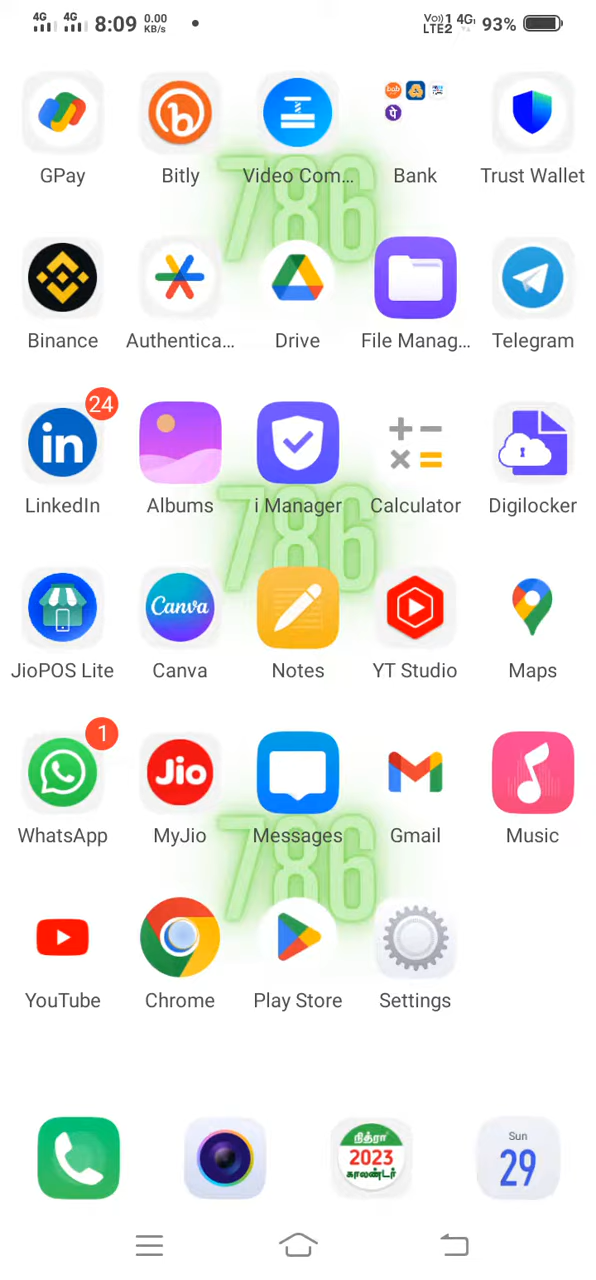 4G 4G 8:09 0.00 KB/s Vo)) 1 LTE2 4G 93%
GPay Bitly Video Com... Bank Trust Wallet
786
Binance Authentica... Drive File Manag... Telegram
24
LinkedIn Albums i Manager Calculator Digilocker
786
Canva
JioPOS Lite Canva Notes YT Studio Maps
1
Jio
WhatsApp MyJio Messages Gmail Music
786
YouTube Chrome Play Store Settings
நித்ரா
2023
காலண்டர்
Sun
29